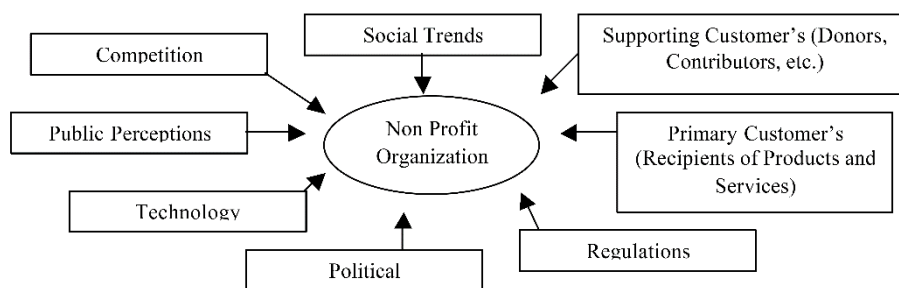 Social Trends
Supporting Customer's (Donors,
Contributors, etc.)
Competition
Public Perceptions
Non Profit
Organization
Primary Customer's
(Recipients of Products and
Services)
Technology
Regulations
Political